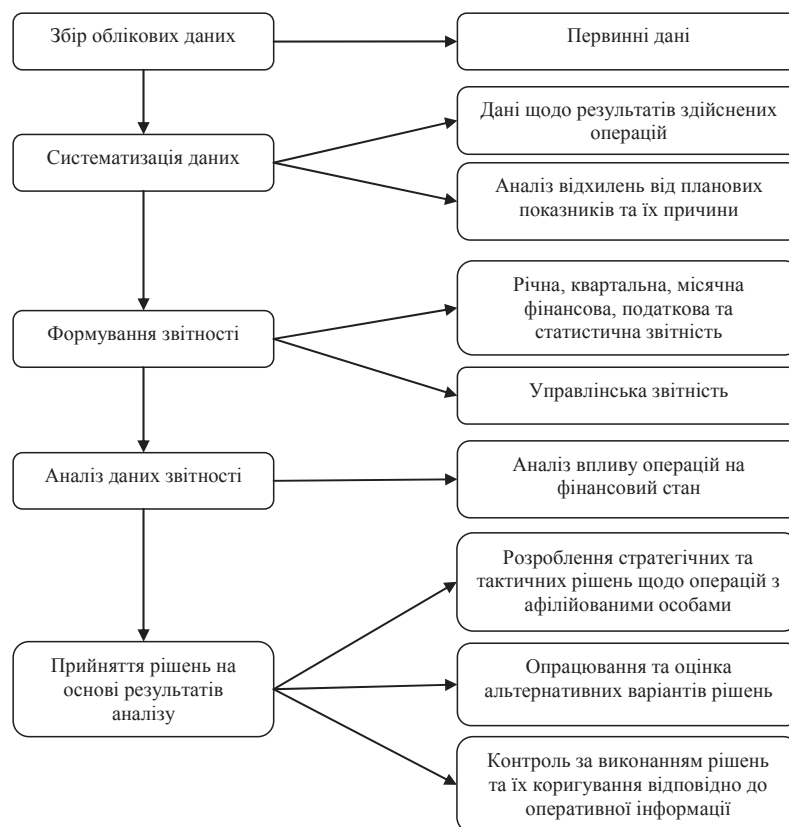 Збір облікових даних
Первинні дані
Систематизація даних
Дані щодо результатів здійснених
операцій
Аналіз відхилень від планових
показників та їх причини
Формування звітності
Річна, квартальна, місячна
фінансова, податкова та
статистична звітність
Управлінська звітність
Аналіз даних звітності
Аналіз впливу операцій на
фінансовий стан
Прийняття рішень на
основі результатів
аналізу
Розроблення стратегічних та
тактичних рішень щодо операцій з
афілійованими особами
Опрацювання та оцінка
альтернативних варіантів рішень
Контроль за виконанням рішень
та їх коригування відповідно до
оперативної інформації